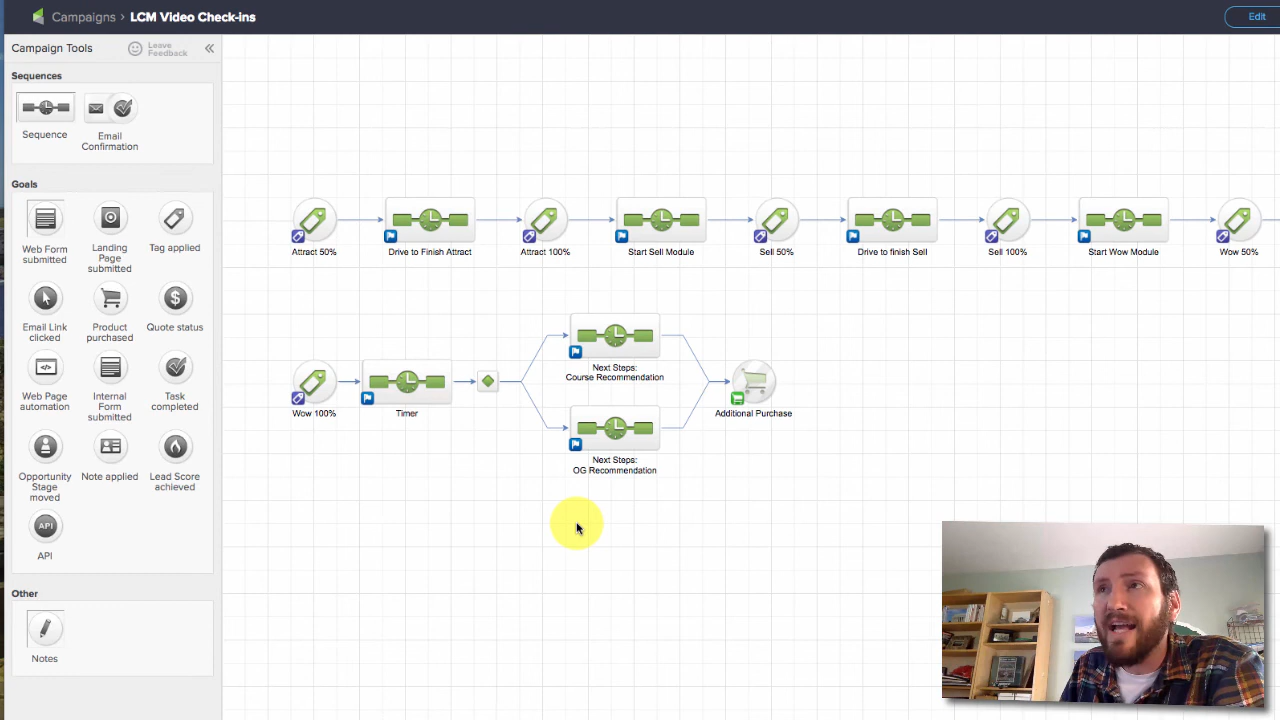 Campaigns > LCM Video Check-ins
Edit
Campaign Tools
Leave
Feedback
Sequences
Sequence
Email
Confirmation
Goals
Web Form
submitted
Landing
Page
submitted
Tag applied
Email Link
clicked
Product
purchased
Quote status
Web Page
automation
Internal
Form
submitted
Task
completed
Opportunity
Stage
moved
Note applied
Lead Score
achieved
API
API
Other
Notes
Attract 50%
Drive to Finish Attract
Attract 100%
Start Sell Module
Sell 50%
Drive to finish Sell
Sell 100%
Start Wow Module
Wow 50%
Wow 100%
Timer
Next Steps:
Course Recommendation
Next Steps:
OG Recommendation
Additional Purchase